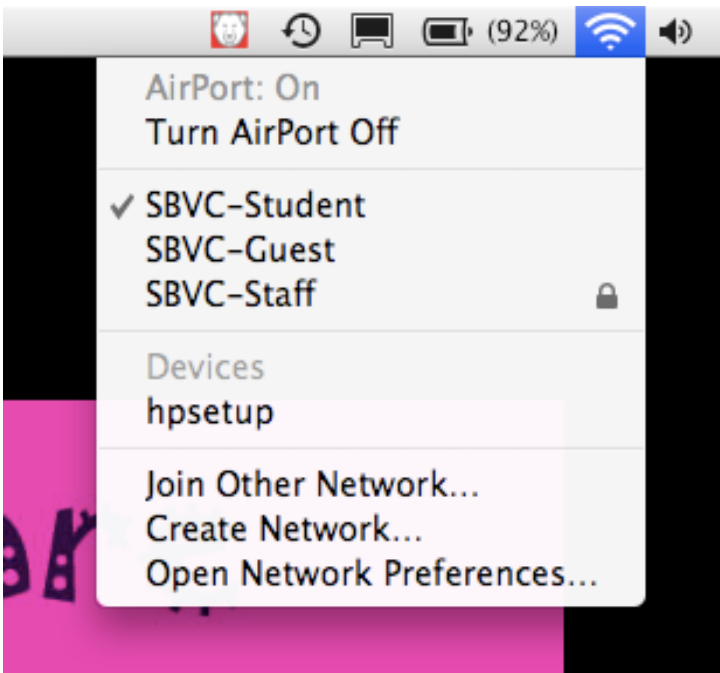 (92%)
AirPort: On
Turn AirPort Off
SBVC-Student
SBVC-Guest
SBVC-Staff
Devices
hpsetup
Join Other Network...
Create Network...
Open Network Preferences...